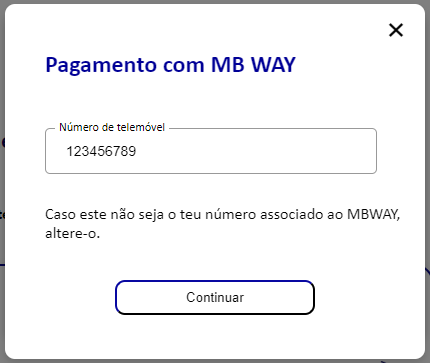 Pagamento com MB WAY
Número de telemóvel
123456789
Caso este não seja o teu número associado ao MBWAY,
altere-o.
Continuar